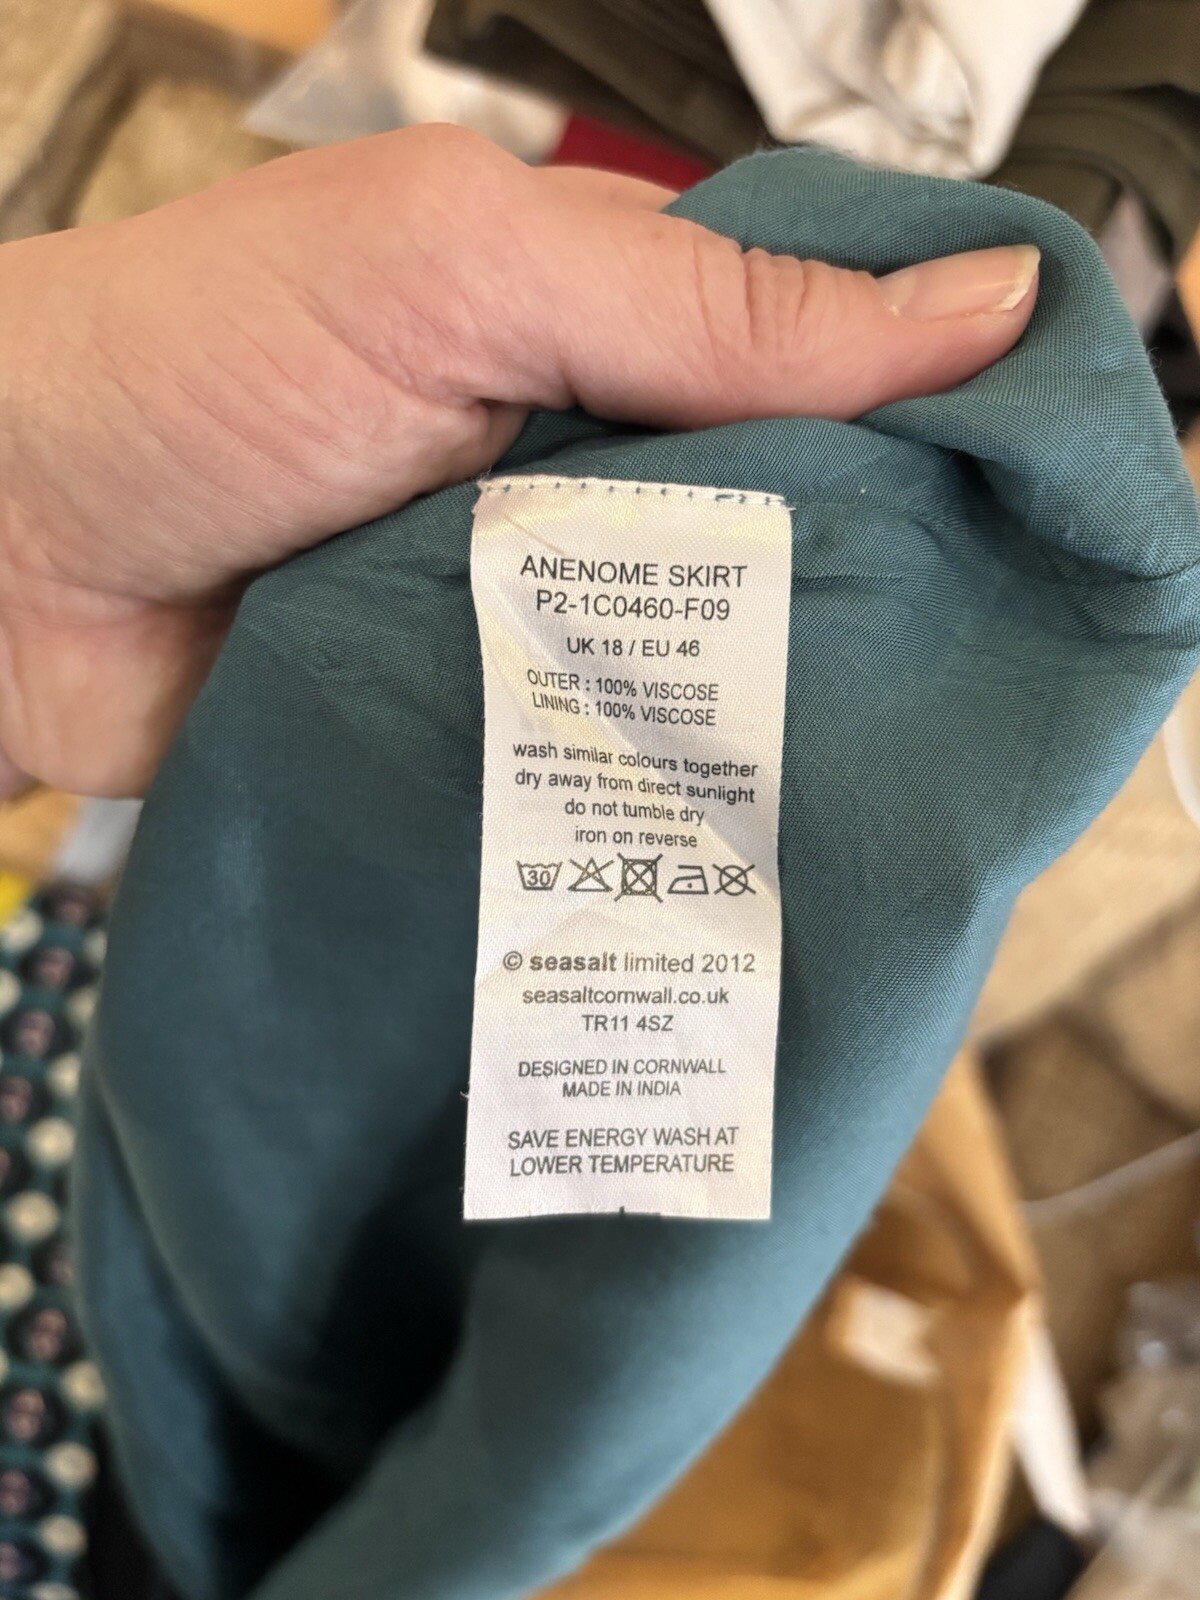 ANENOME SKIRT
P2-1C0460-F09
UK 18 / EU 46
OUTER : 100% VISCOSE
LINING : 100% VISCOSE
wash similar colours together
dry away from direct sunlight
do not tumble dry
iron on reverse
30
© seasalt limited 2012
seasaltcornwall.co.uk
TR11 4SZ
DESIGNED IN CORNWALL
MADE IN INDIA
SAVE ENERGY WASH AT
LOWER TEMPERATURE